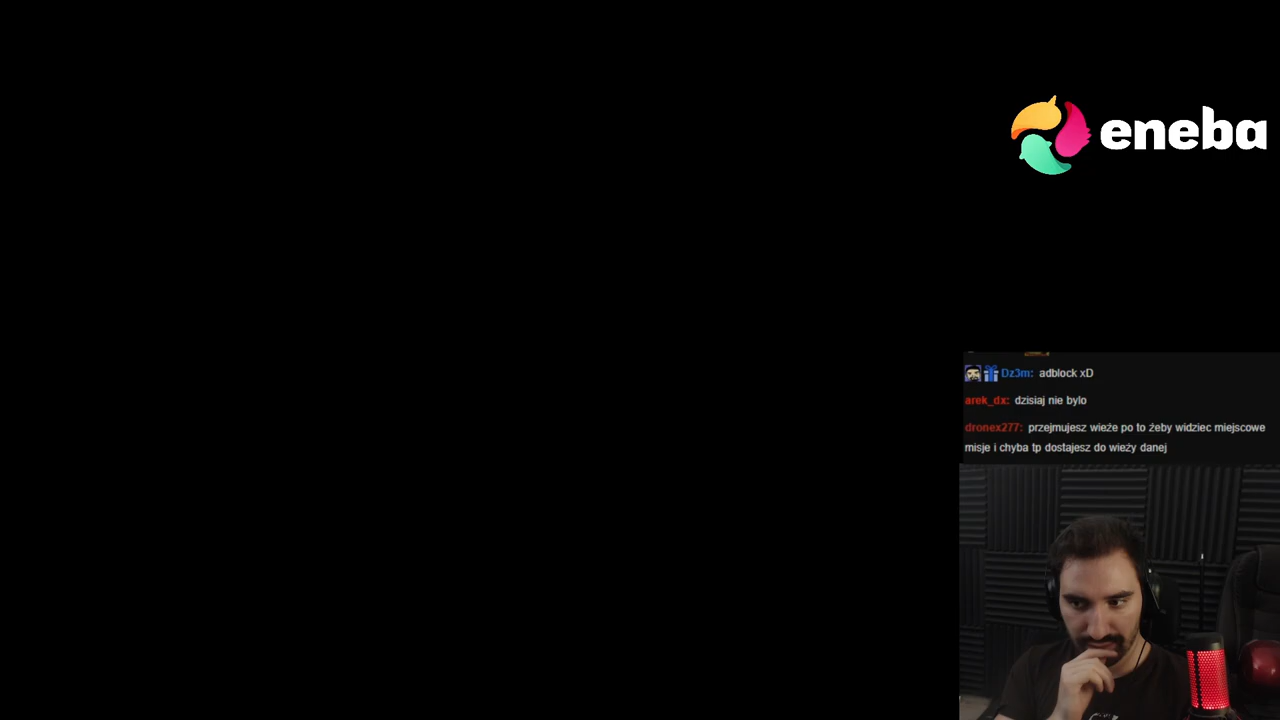 eneba
Dz3m: adblock xD
arek_dx: dzisiaj nie bylo
dronex277: przejmujesz wieże po to żeby widziec miejscowe
misje i chyba tp dostajesz do wieży danej